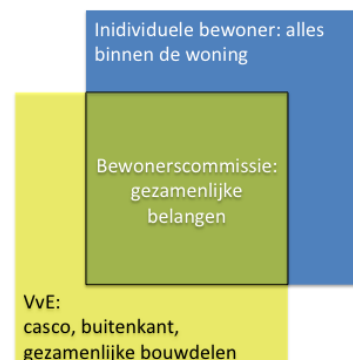 Inidividuele bewoner: alles
binnen de woning
Bewonerscommissie:
gezamenlijke
belangen
VvE:
casco, buitenkant,
gezamenlijke bouwdelen